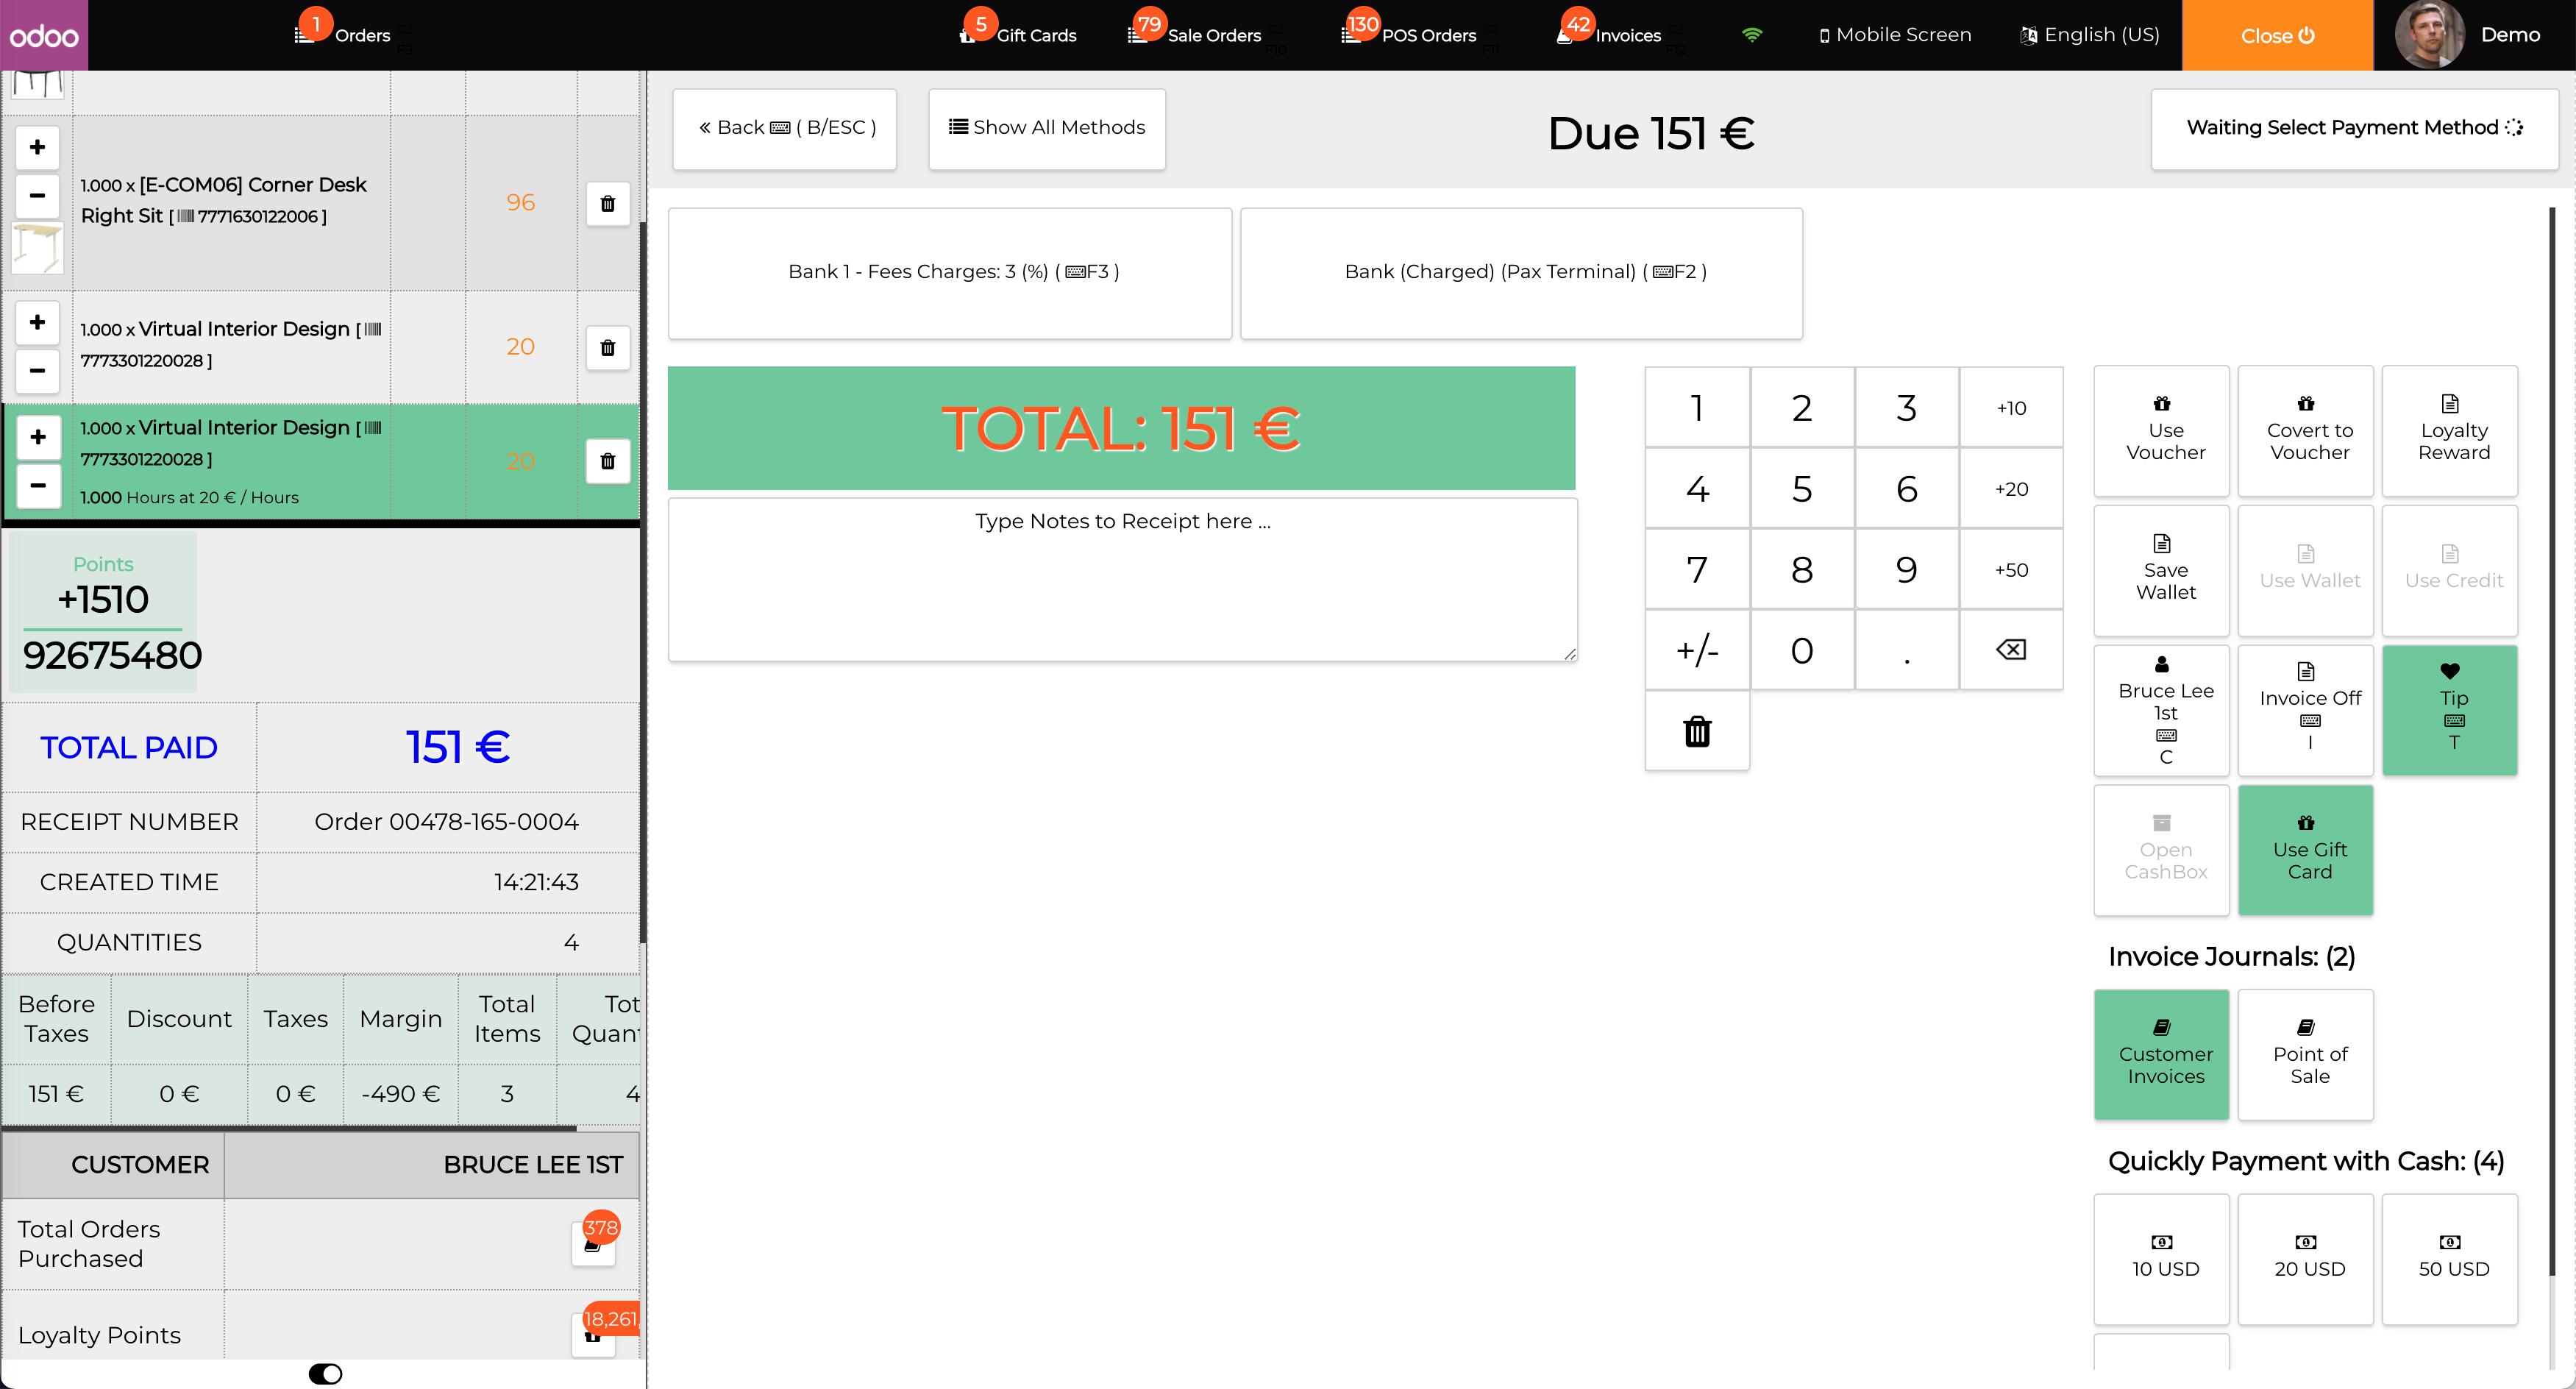 odoo
1
Orders
F9
5
Gift Cards
79
Sale Orders
F10
130
POS Orders
F11
42
Invoices
F12
Mobile Screen
English (US)
Close
Demo
« Back ( B/ESC )
Show All Methods
Due 151 €
Waiting Select Payment Method
+
−
1.000 x [E-COM06] Corner Desk
Right Sit [ 7771630122006 ]
96
+
−
1.000 x Virtual Interior Design [
7773301220028 ]
20
+
−
1.000 x Virtual Interior Design [
7773301220028 ]
1.000 Hours at 20 € / Hours
20
Points
+1510
92675480
TOTAL PAID
151 €
RECEIPT NUMBER
Order 00478-165-0004
CREATED TIME
14:21:43
QUANTITIES
4
Before
Taxes
Discount
Taxes
Margin
Total
Items
Tot
Quan
151 €
0 €
0 €
-490 €
3
4
CUSTOMER
BRUCE LEE 1ST
Total Orders
Purchased
378
Loyalty Points
18,261,
Bank 1 - Fees Charges: 3 (%) ( F3 )
Bank (Charged) (Pax Terminal) ( F2 )
TOTAL: 151 €
Type Notes to Receipt here ...
1
2
3
+10
4
5
6
+20
7
8
9
+50
+/-
0
.
Use
Voucher
Covert to
Voucher
Loyalty
Reward
Save
Wallet
Use Wallet
Use Credit
Bruce Lee
1st
C
Invoice Off
I
Tip
T
Open
CashBox
Use Gift
Card
Invoice Journals: (2)
Customer
Invoices
Point of
Sale
Quickly Payment with Cash: (4)
10 USD
20 USD
50 USD